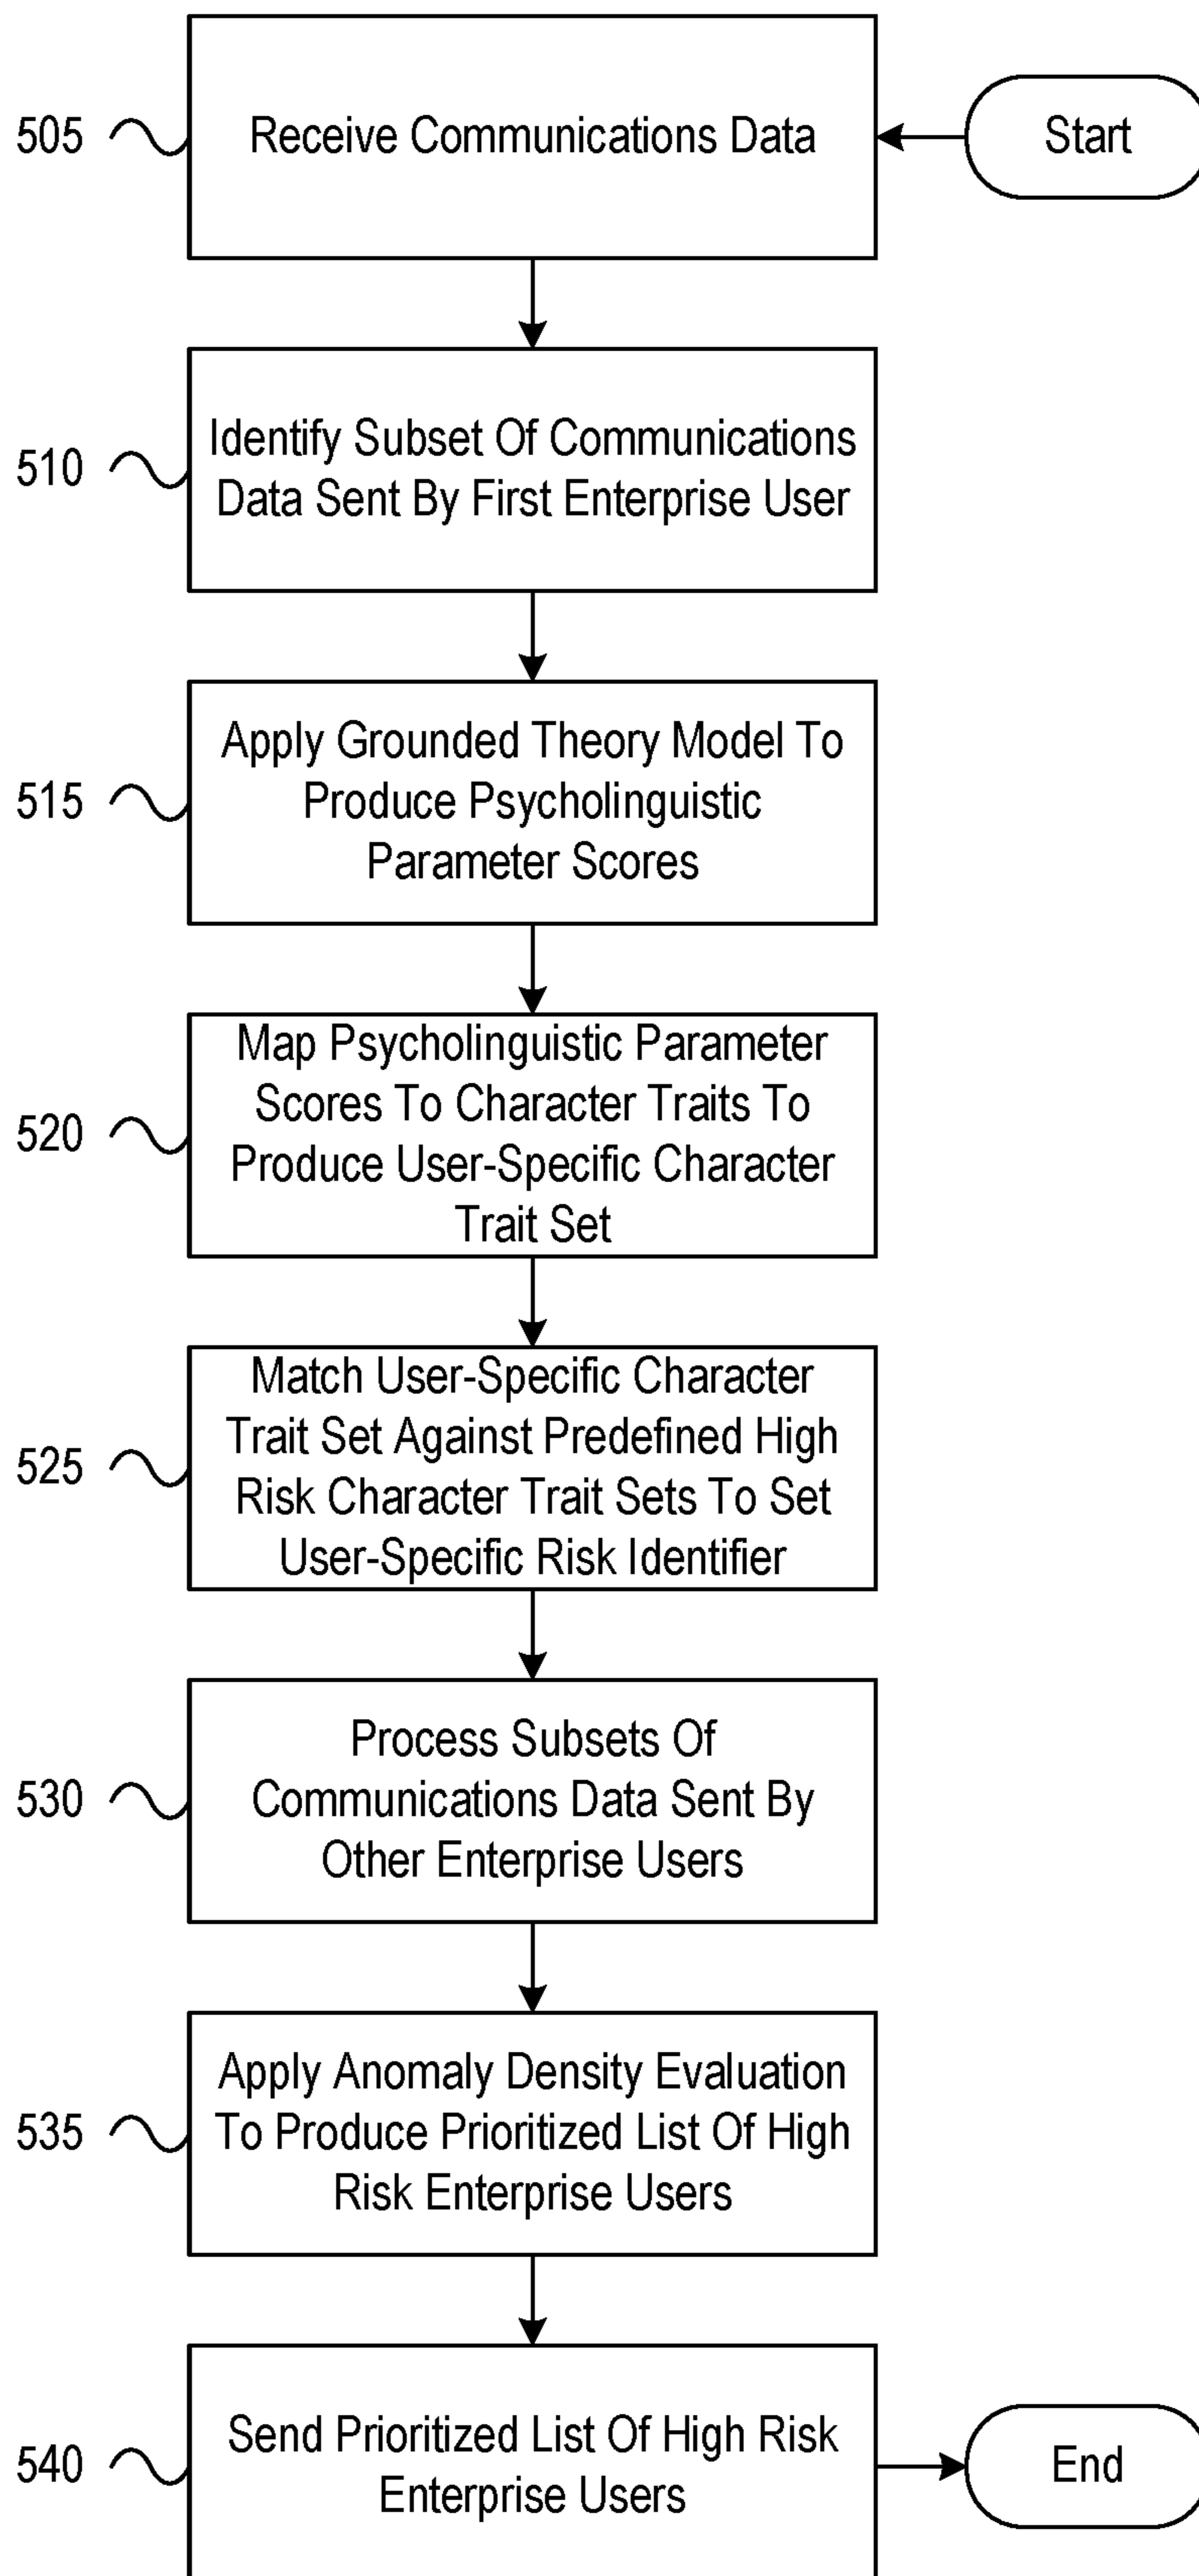 505
Receive Communications Data
Start
510
Identify Subset Of Communications
Data Sent By First Enterprise User
515
Apply Grounded Theory Model To
Produce Psycholinguistic
Parameter Scores
520
Map Psycholinguistic Parameter
Scores To Character Traits To
Produce User-Specific Character
Trait Set
525
Match User-Specific Character
Trait Set Against Predefined High
Risk Character Trait Sets To Set
User-Specific Risk Identifier
530
Process Subsets Of
Communications Data Sent By
Other Enterprise Users
535
Apply Anomaly Density Evaluation
To Produce Prioritized List Of High
Risk Enterprise Users
540
Send Prioritized List Of High Risk
Enterprise Users
End